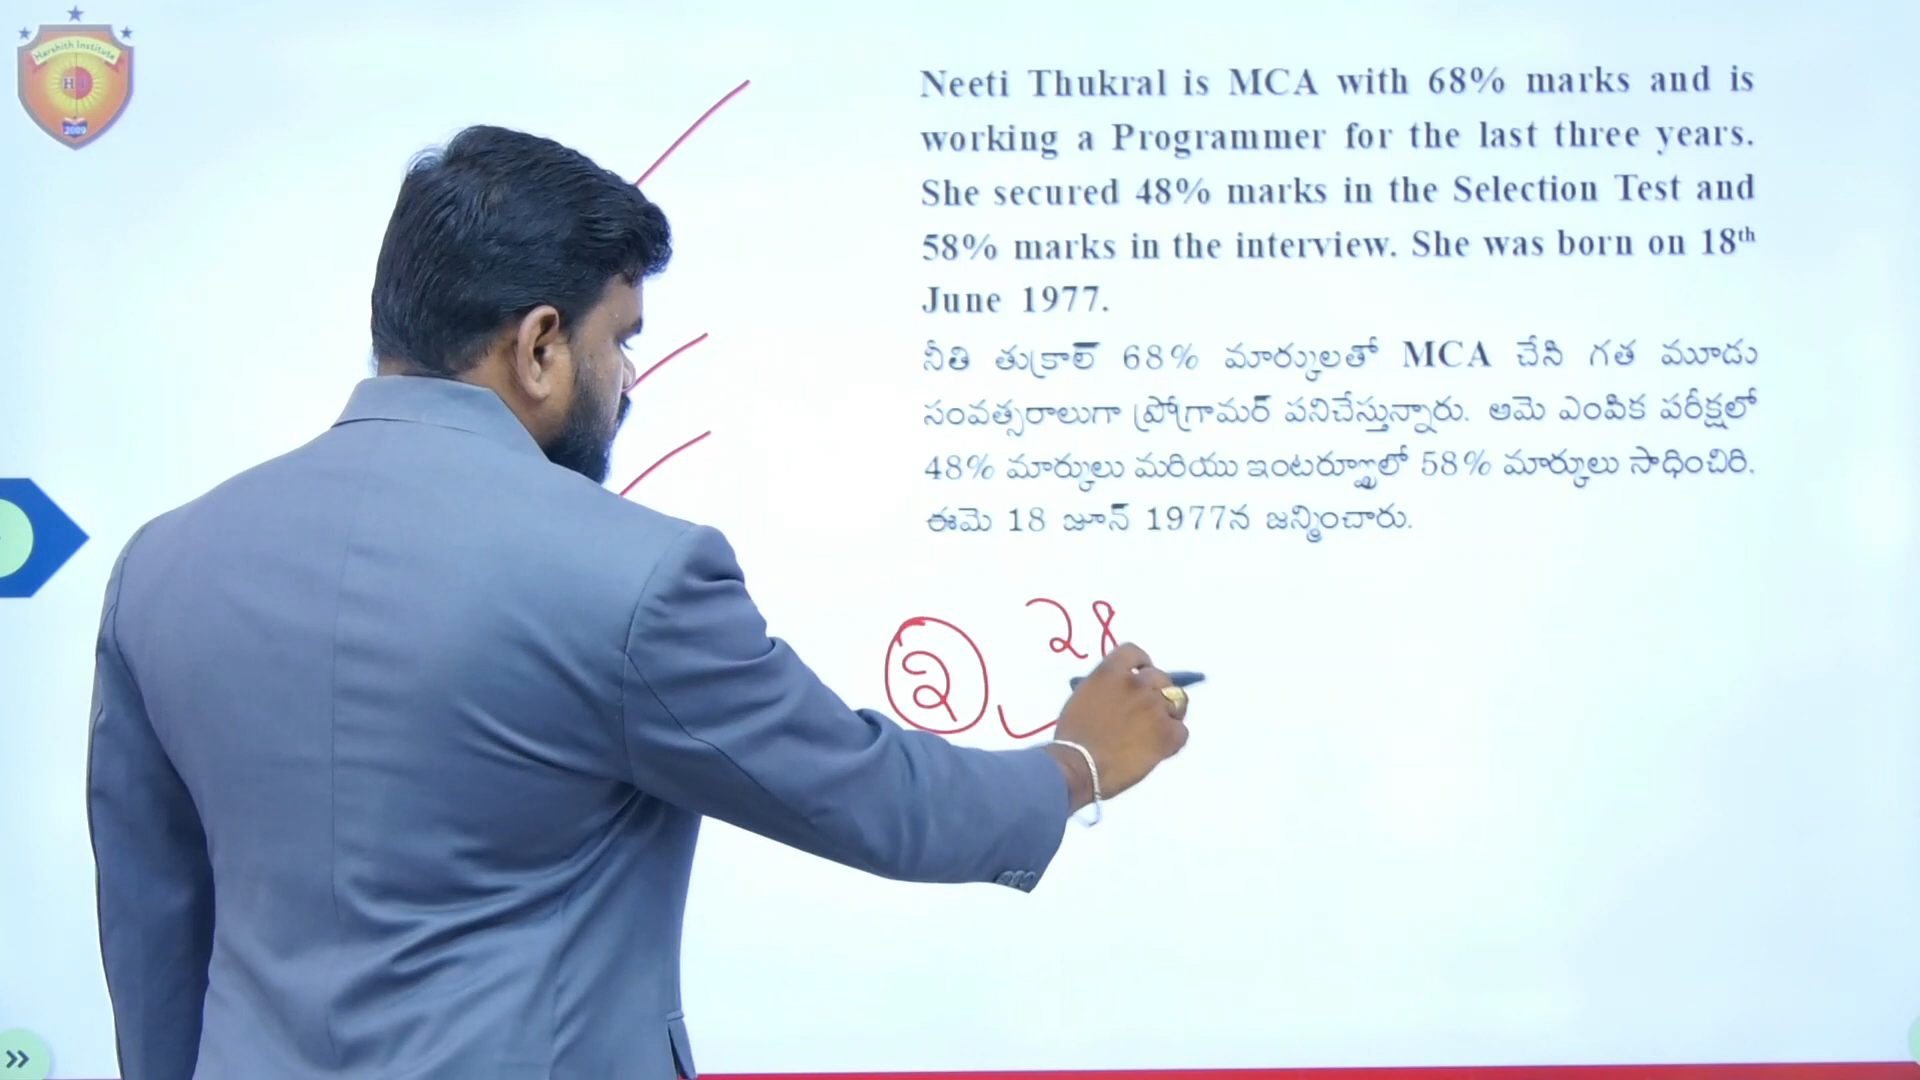 Harshith Institute
H I
2009
Neeti Thukral is MCA with 68% marks and is
working a Programmer for the last three years.
She secured 48% marks in the Selection Test and
58% marks in the interview. She was born on 18th
June 1977.
నీతి తుక్రాల్ 68% మార్కులతో MCA చేసి గత మూడు
సంవత్సరాలుగా ప్రోగ్రామర్ పనిచేస్తున్నారు. ఆమె ఎంపిక పరీక్షలో
48% మార్కులు మరియు ఇంటర్వ్యూలో 58% మార్కులు సాధించిరి.
ఈమె 18 జూన్ 1977న జన్మించారు.
28
2
»